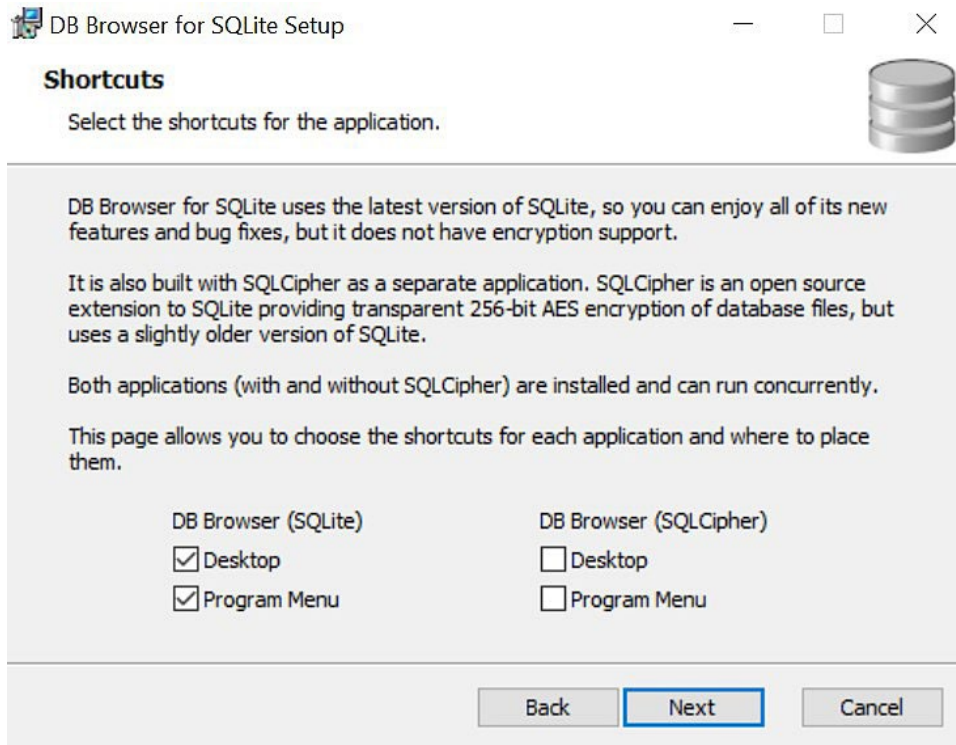 DB Browser for SQLite Setup
Shortcuts
Select the shortcuts for the application.
DB Browser for SQLite uses the latest version of SQLite, so you can enjoy all of its new
features and bug fixes, but it does not have encryption support.
It is also built with SQLCipher as a separate application. SQLCipher is an open source
extension to SQLite providing transparent 256-bit AES encryption of database files, but
uses a slightly older version of SQLite.
Both applications (with and without SQLCipher) are installed and can run concurrently.
This page allows you to choose the shortcuts for each application and where to place
them.
DB Browser (SQLite)
DB Browser (SQLCipher)
Desktop
Desktop
Program Menu
Program Menu
Back
Next
Cancel